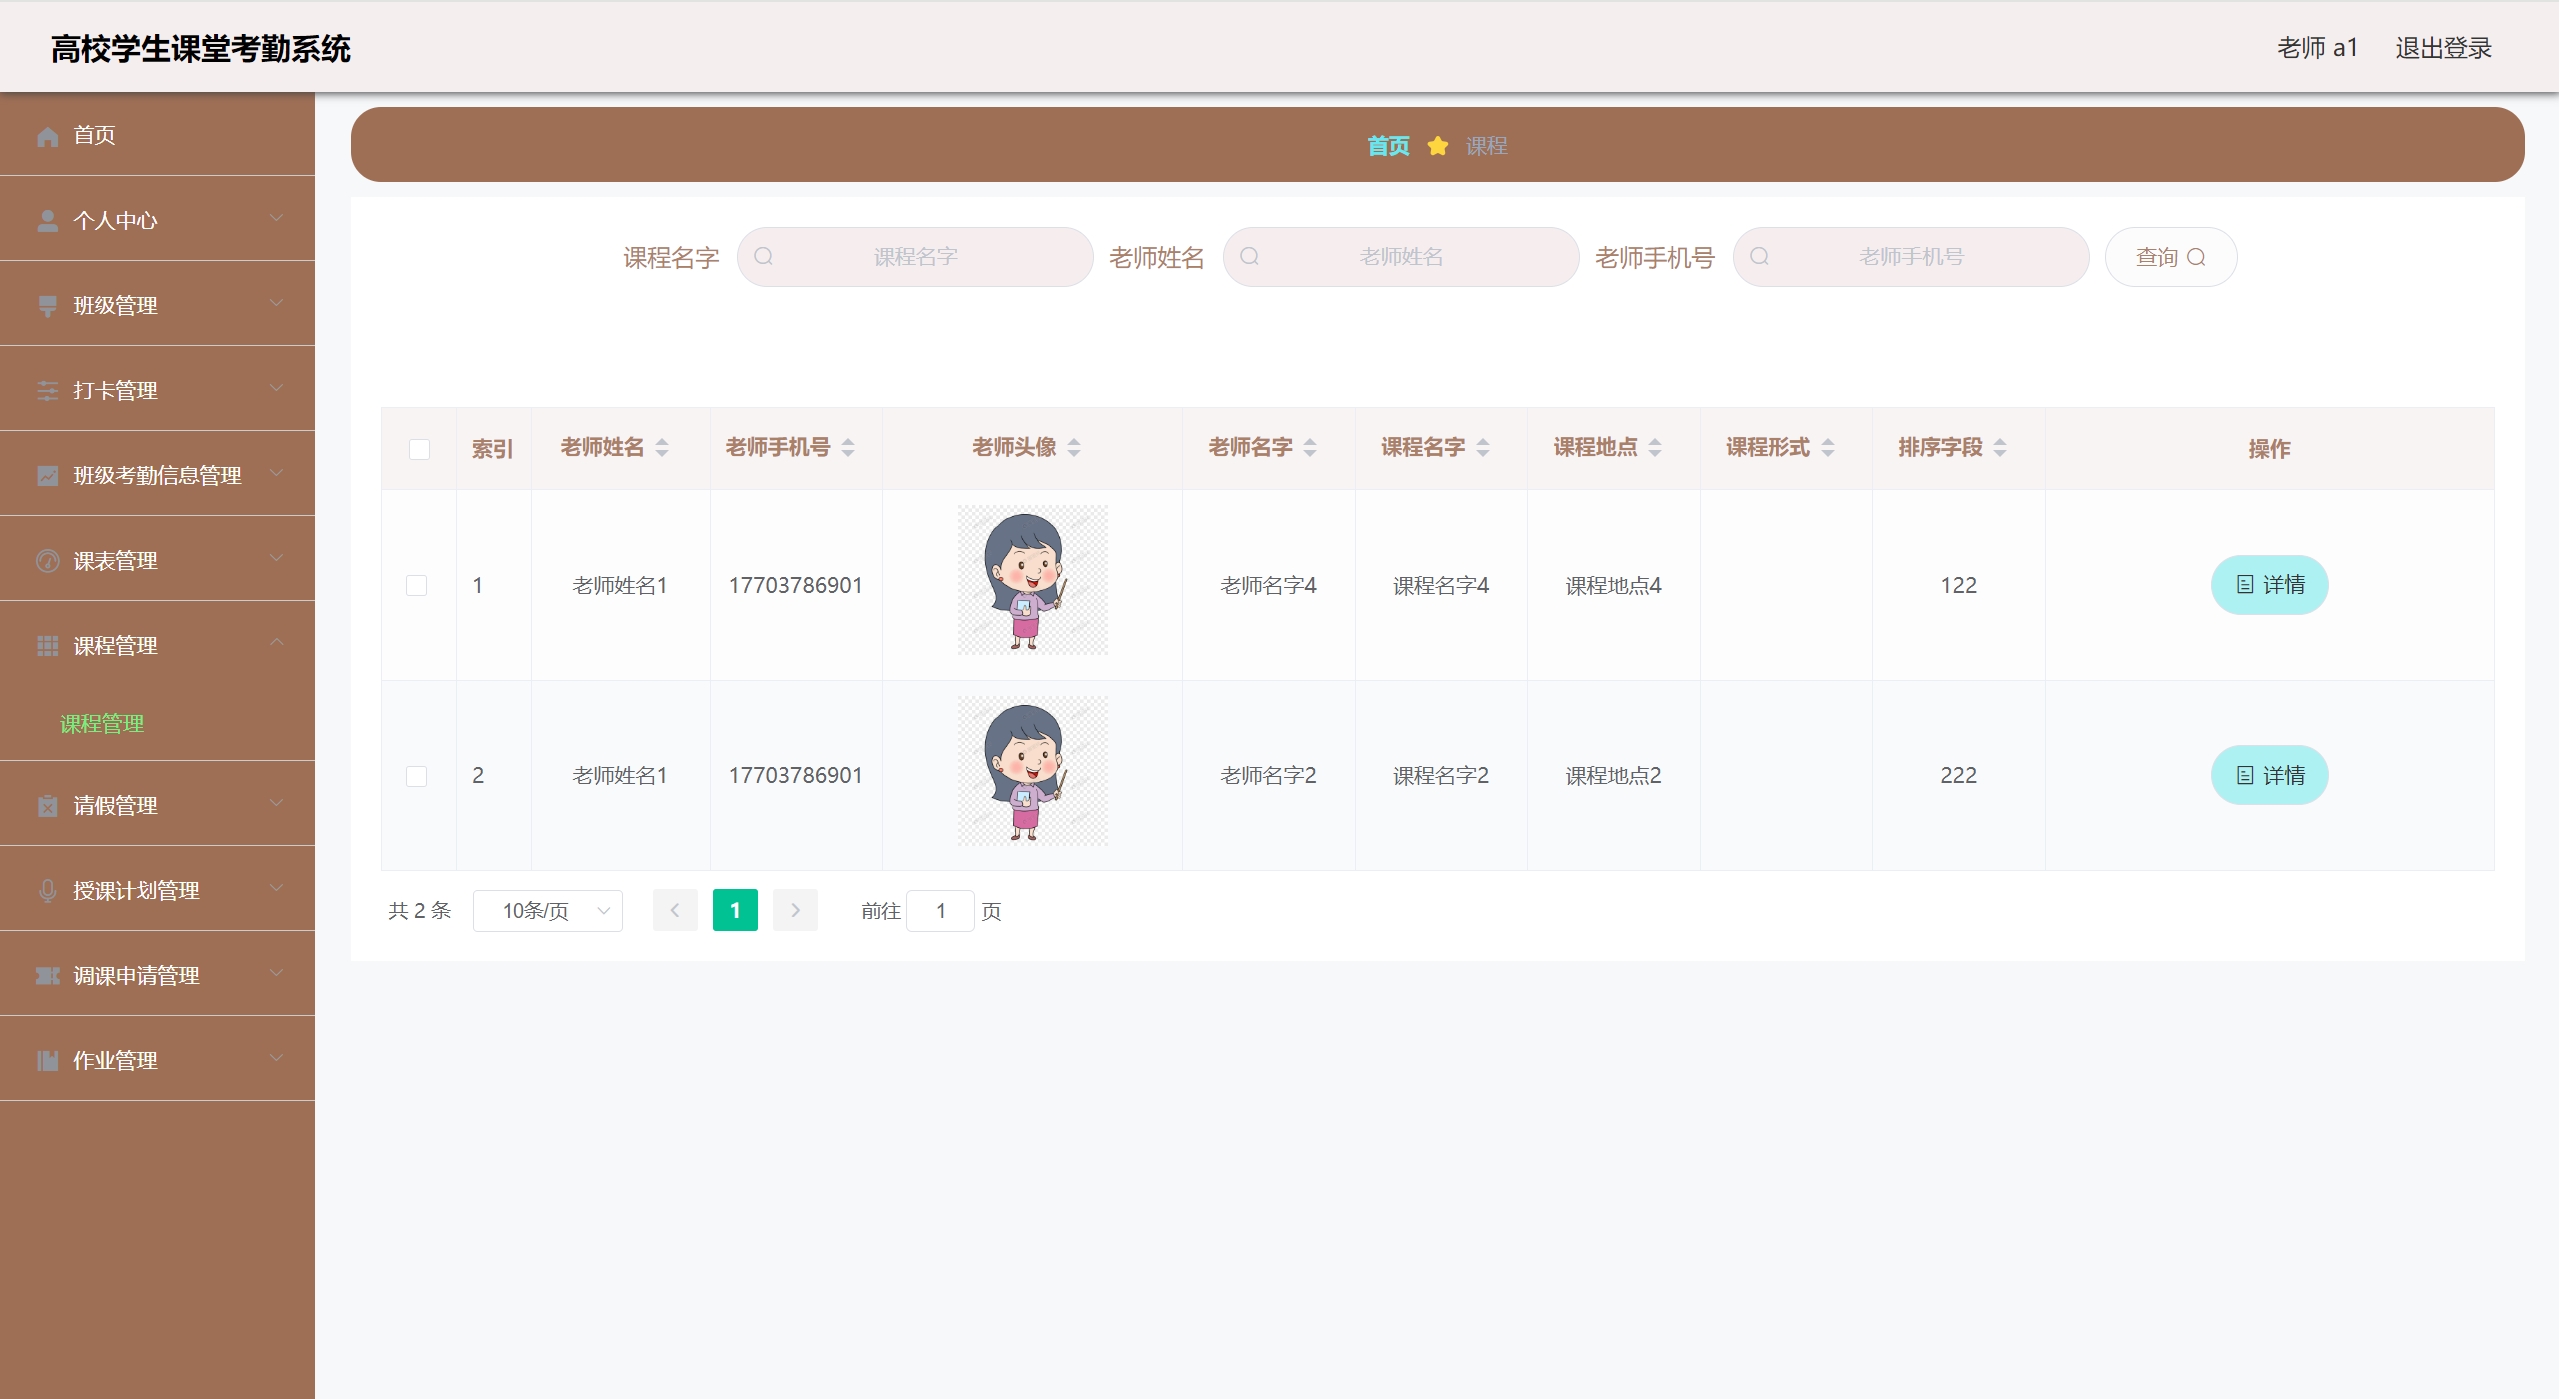 高校学生课堂考勤系统
老师 a1 退出登录
首页
个人中心
班级管理
打卡管理
班级考勤信息管理
课表管理
课程管理
课程管理
请假管理
授课计划管理
调课申请管理
作业管理
首页 课程
课程名字 课程名字 老师姓名 老师姓名 老师手机号 老师手机号 查询
索引 老师姓名 老师手机号 老师头像 老师名字 课程名字 课程地点 课程形式 排序字段 操作
1 老师姓名1 17703786901 老师名字4 课程名字4 课程地点4 122 详情
2 老师姓名1 17703786901 老师名字2 课程名字2 课程地点2 222 详情
共 2 条 10条/页 1 前往 1 页